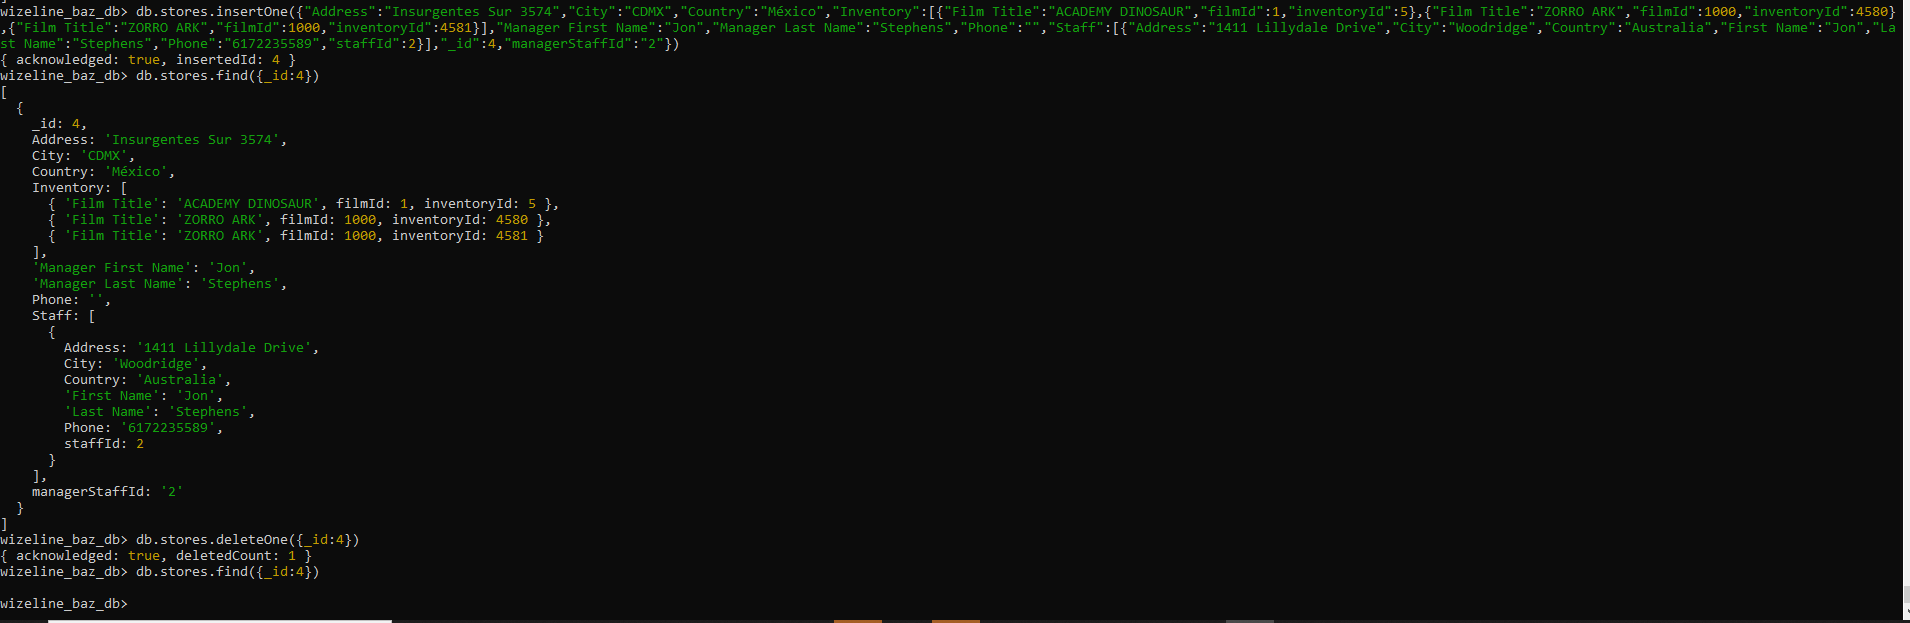 wizeline_baz_db> db.stores.insertOne({"Address":"Insurgentes Sur 3574","City":"CDMX","Country":"México","Inventory":[{"Film Title":"ACADEMY DINOSAUR","filmId":1,"inventoryId":5},{"Film Title":"ZORRO ARK","filmId":1000,"inventoryId":4580}
,{"Film Title":"ZORRO ARK","filmId":1000,"inventoryId":4581}],"Manager First Name":"Jon","Manager Last Name":"Stephens","Phone":"","Staff":[{"Address":"1411 Lillydale Drive","City":"Woodridge","Country":"Australia","First Name":"Jon","La
st Name":"Stephens","Phone":"6172235589","staffId":2}],"_id":4,"managerStaffId":"2"})
{ acknowledged: true, insertedId: 4 }
wizeline_baz_db> db.stores.find({_id:4})
[
  {
    _id: 4,
    Address: 'Insurgentes Sur 3574',
    City: 'CDMX',
    Country: 'México',
    Inventory: [
      { 'Film Title': 'ACADEMY DINOSAUR', filmId: 1, inventoryId: 5 },
      { 'Film Title': 'ZORRO ARK', filmId: 1000, inventoryId: 4580 },
      { 'Film Title': 'ZORRO ARK', filmId: 1000, inventoryId: 4581 }
    ],
    'Manager First Name': 'Jon',
    'Manager Last Name': 'Stephens',
    Phone: '',
    Staff: [
      {
        Address: '1411 Lillydale Drive',
        City: 'Woodridge',
        Country: 'Australia',
        'First Name': 'Jon',
        'Last Name': 'Stephens',
        Phone: '6172235589',
        staffId: 2
      }
    ],
    managerStaffId: '2'
  }
]
wizeline_baz_db> db.stores.deleteOne({_id:4})
{ acknowledged: true, deletedCount: 1 }
wizeline_baz_db> db.stores.find({_id:4})

wizeline_baz_db>